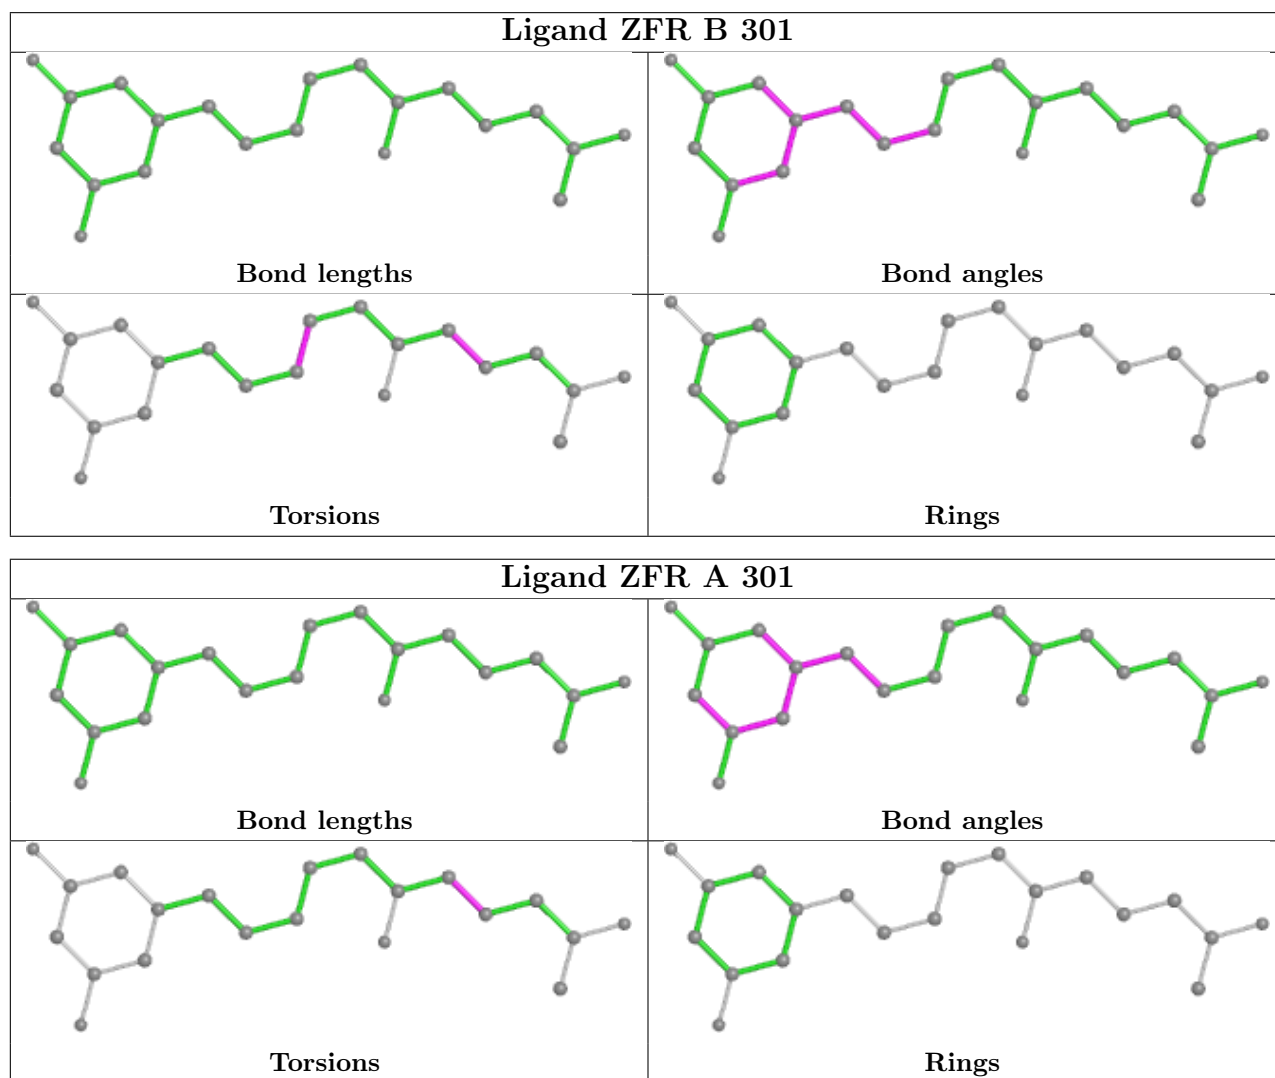 Ligand ZFR B 301
Bond lengths
Bond angles
Torsions
Rings
Ligand ZFR A 301
Bond lengths
Bond angles
Torsions
Rings